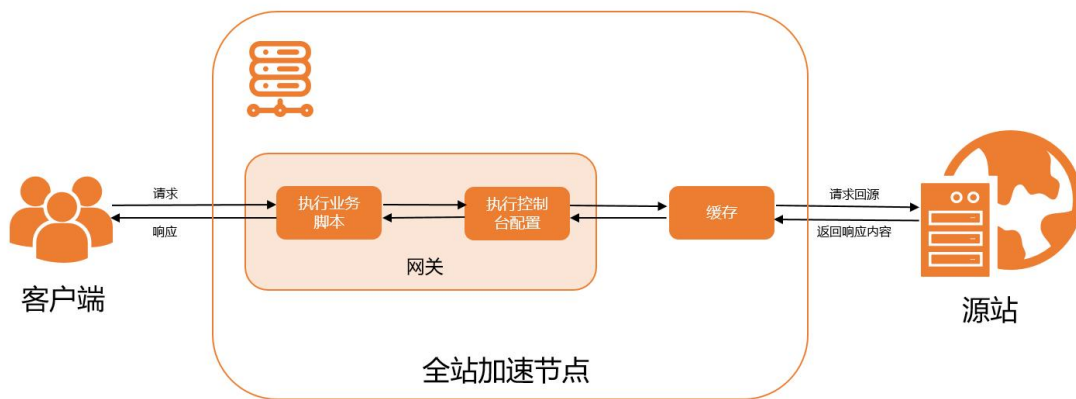 请求
响应
客户端
执行业务
脚本
执行控制
台配置
网关
缓存
请求回源
返回响应内容
源站
全站加速节点